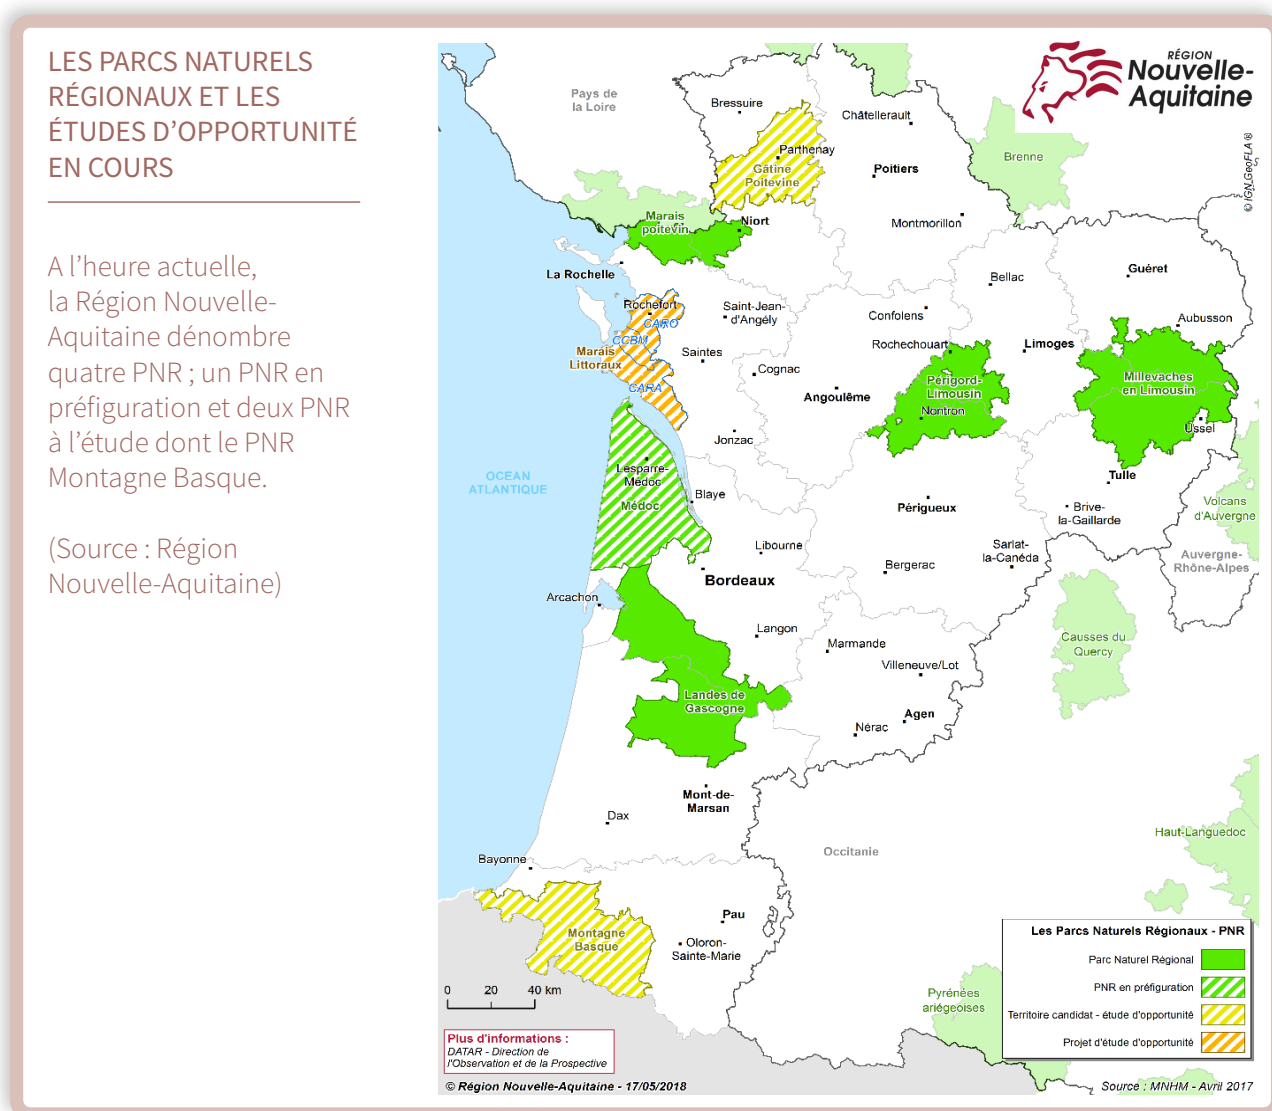 LES PARCS NATURELS
RÉGIONAUX ET LES
ÉTUDES D’OPPORTUNITÉ
EN COURS
A l’heure actuelle,
la Région Nouvelle-
Aquitaine dénombre
quatre PNR ; un PNR en
préfiguration et deux PNR
à l’étude dont le PNR
Montagne Basque.
(Source : Région
Nouvelle-Aquitaine)
RÉGION
Nouvelle-
Aquitaine
© IGN GeoFLA ®
Pays de
la Loire
Bressuire
Châtellerault
Parthenay
Gâtine
Poitevine
Poitiers
Brenne
Marais
poitevin
Niort
Montmorillon
La Rochelle
Bellac
Guéret
Rochefort
CARO
Saint-Jean-
d'Angély
Confolens
Aubusson
CCBM
Marais
Littoraux
Saintes
Rochechouart
Limoges
Cognac
CARA
Angoulême
Périgord-
Limousin
Nontron
Millevaches
en Limousin
Ussel
Jonzac
OCEAN
ATLANTIQUE
Lesparre-
Médoc
Médoc
Blaye
Tulle
Périgueux
Brive-
la-Gaillarde
Volcans
d'Auvergne
Libourne
Sarlat-
la-Canéda
Auvergne-
Rhône-Alpes
Bergerac
Bordeaux
Arcachon
Langon
Marmande
Causses du
Quercy
Villeneuve/Lot
Landes de
Gascogne
Agen
Nérac
Mont-de-
Marsan
Dax
Haut-Languedoc
Occitanie
Bayonne
Pau
Montagne
Basque
Oloron-
Sainte-Marie
Pyrénées
ariégeoises
0 20 40 km
Les Parcs Naturels Régionaux - PNR
Parc Naturel Régional
PNR en préfiguration
Territoire candidat - étude d'opportunité
Projet d'étude d'opportunité
Plus d'informations :
DATAR - Direction de
l'Observation et de la Prospective
© Région Nouvelle-Aquitaine - 17/05/2018
Source : MNHM - Avril 2017